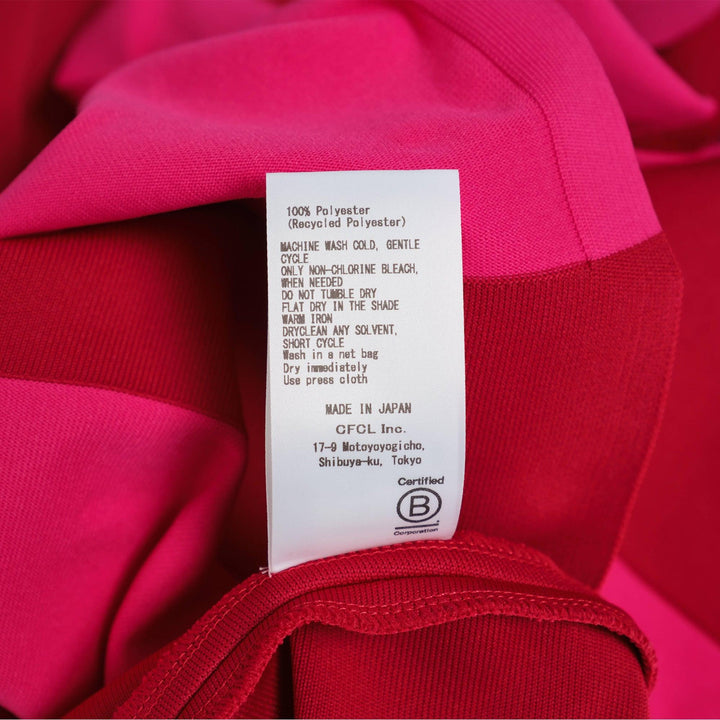 100% Polyester
(Recycled Polyester)
MACHINE WASH COLD, GENTLE
CYCLE
ONLY NON-CHLORINE BLEACH,
WHEN NEEDED
DO NOT TUMBLE DRY
FLAT DRY IN THE SHADE
WARM IRON
DRYCLEAN ANY SOLVENT,
SHORT CYCLE
Wash in a net bag
Dry immediately
Use press cloth
MADE IN JAPAN
CFCL Inc.
17-9 Motoyoyogicho,
Shibuya-ku, Tokyo
Certified
B
Corporation